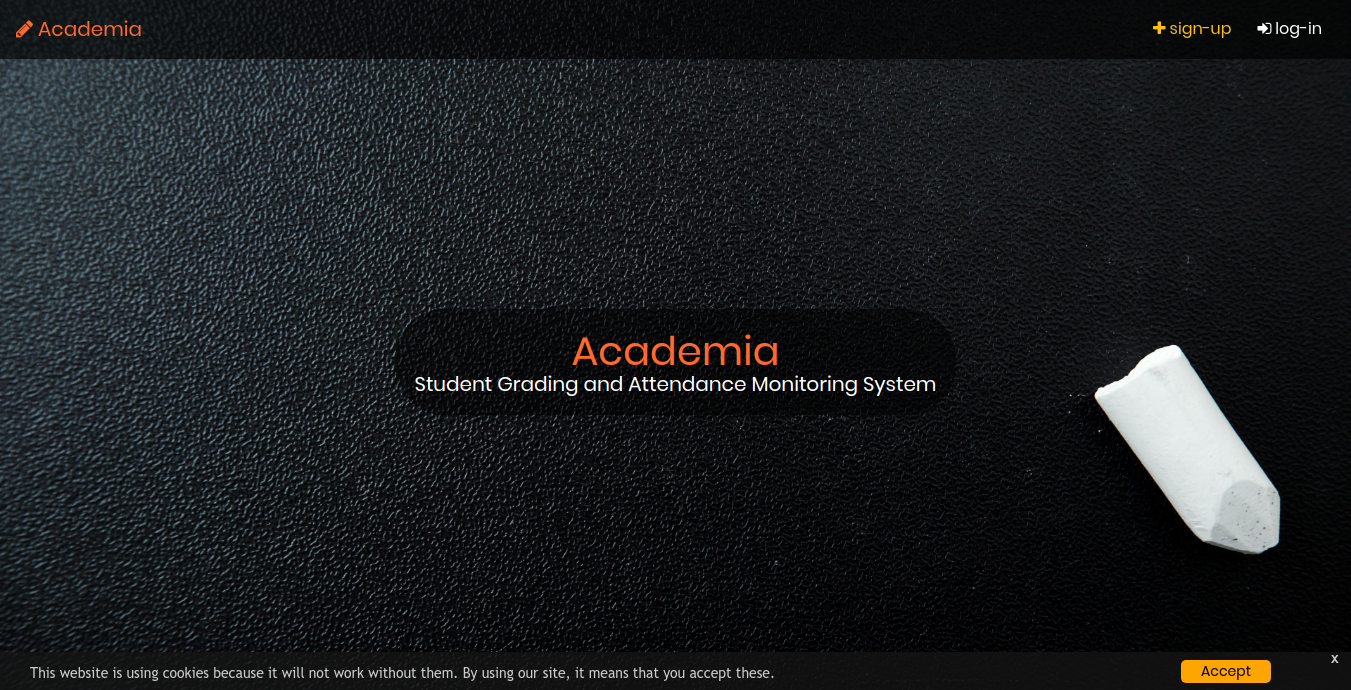 Academia
sign-up
log-in
Academia
Student Grading and Attendance Monitoring System
x
This website is using cookies because it will not work without them. By using our site, it means that you accept these.
Accept